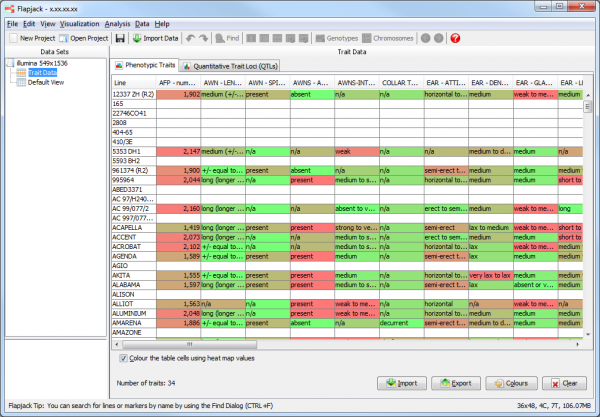 Flapjack - x.xx.xx.xx
File Edit View Visualization Analysis Data Help
New Project Open Project Import Data Find Genotypes Chromosomes
Data Sets
Trait Data
illumina 549x1536
Trait Data
Default View
Phenotypic Traits Quantitative Trait Loci (QTLs)
Line AFP - num... AWN - LEN... AWN - SPI... AWNS - A... AWNS-INT... COLLAR T... EAR - ATTI... EAR - DEN... EAR - GLA... EAR - LE
12337 ZH (R2) 1,902 medium (+/-... present absent n/a n/a horizontal to... medium weak to me... medium
165
22746CO41
2808
404-65
410/3E
5353 DH1 2,147 medium (+/-... n/a n/a weak n/a n/a medium to d... medium medium
5593 BH2
961374 (R2) 1,900 +/- equal to... present absent n/a n/a semi-erect t... medium medium medium
995964 2,044 long (longer ... n/a present medium to s... n/a horizontal to... medium weak to me... short to
ABED3371
AC 97/H240...
AC 99/077/2 2,160 long (longer ... n/a n/a absent to v... n/a erect to sem... medium weak to me... long
AC 997/077...
ACAPELLA 1,419 long (longer ... present present strong to ve... n/a semi-erect lax to medium weak to me... short to
ACCENT 2,073 long (longer ... n/a present medium to s... n/a erect to sem... medium weak to me... short to
ACROBAT 2,102 +/- equal to... n/a present medium to s... n/a horizontal to... medium weak to me... medium
AGENDA 1,589 +/- equal to... present present medium to s... n/a semi-erect t... medium weak to me... medium
AGIO
AKITA 1,555 +/- equal to... present present medium n/a horizontal to... very lax to lax medium medium
ALABAMA 1,597 long (longer ... present present medium to s... n/a semi-erect t... lax absent or v... medium
ALISON
ALLIOT 1,563 n/a n/a present weak to me... n/a horizontal n/a weak to me... n/a
ALUMINIUM 2,048 long (longer ... present present weak to me... n/a horizontal to... medium weak to me... medium
AMARENA 1,886 +/- equal to... present absent n/a decurrent semi-erect t... medium to d... medium medium
AMAZONE
Colour the table cells using heat map values
Number of traits: 34
Import Export Colours Clear
Flapjack Tip: You can search for lines or markers by name by using the Find Dialog (CTRL+F) 36x48, 4C, 7T, 106.07MB